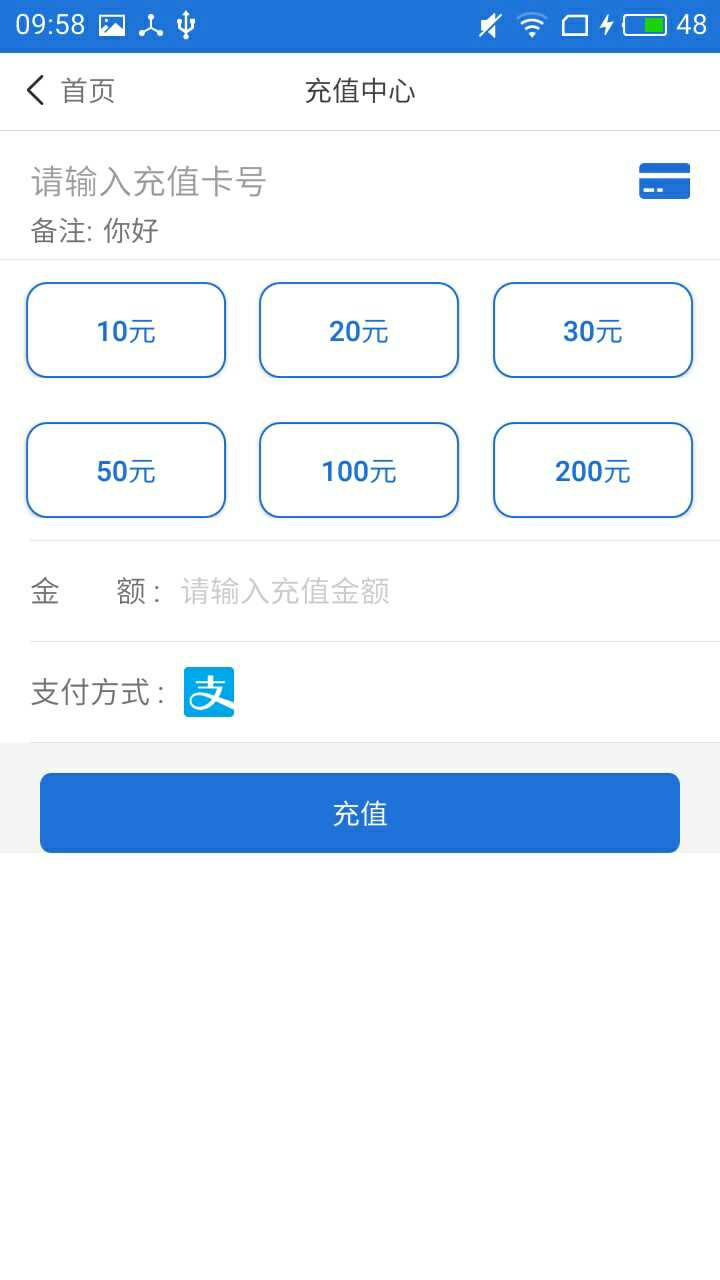 09:58 48
首页 充值中心
请输入充值卡号
备注: 你好
10元 20元 30元
50元 100元 200元
金 额: 请输入充值金额
支付方式: 支
充值